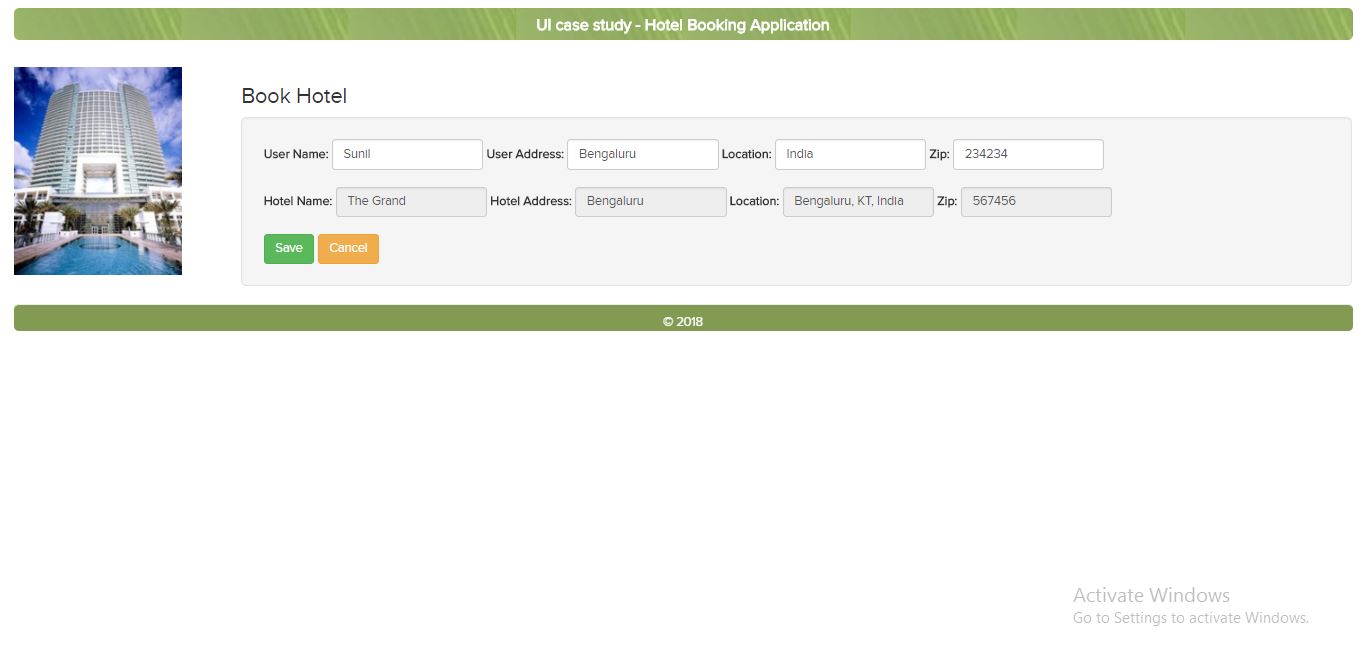 UI case study - Hotel Booking Application
Book Hotel
User Name: Sunil User Address: Bengaluru Location: India Zip: 234234
Hotel Name: The Grand Hotel Address: Bengaluru Location: Bengaluru, KT, India Zip: 567456
Save Cancel
© 2018
Activate Windows
Go to Settings to activate Windows.